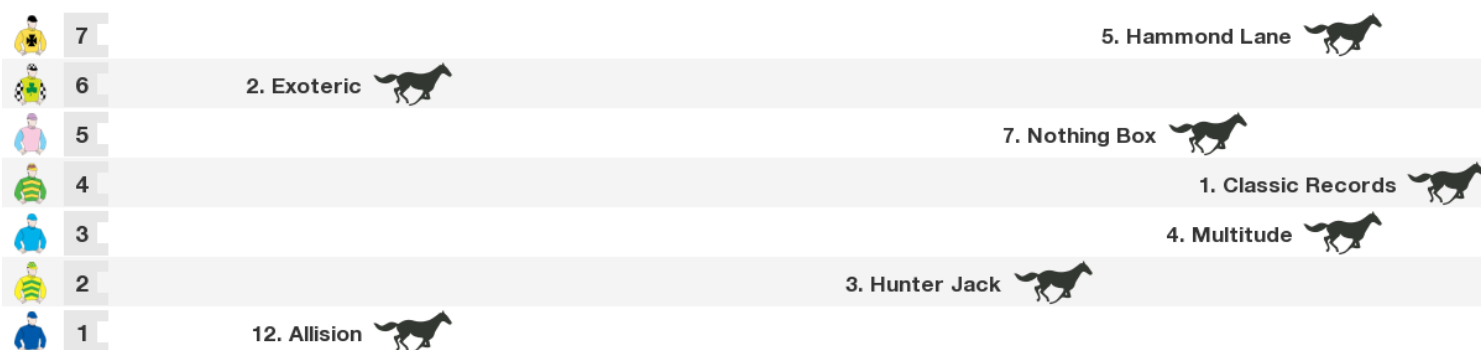 7 5. Hammond Lane
6 2. Exoteric
5 7. Nothing Box
4 1. Classic Records
3 4. Multitude
2 3. Hunter Jack
1 12. Allision